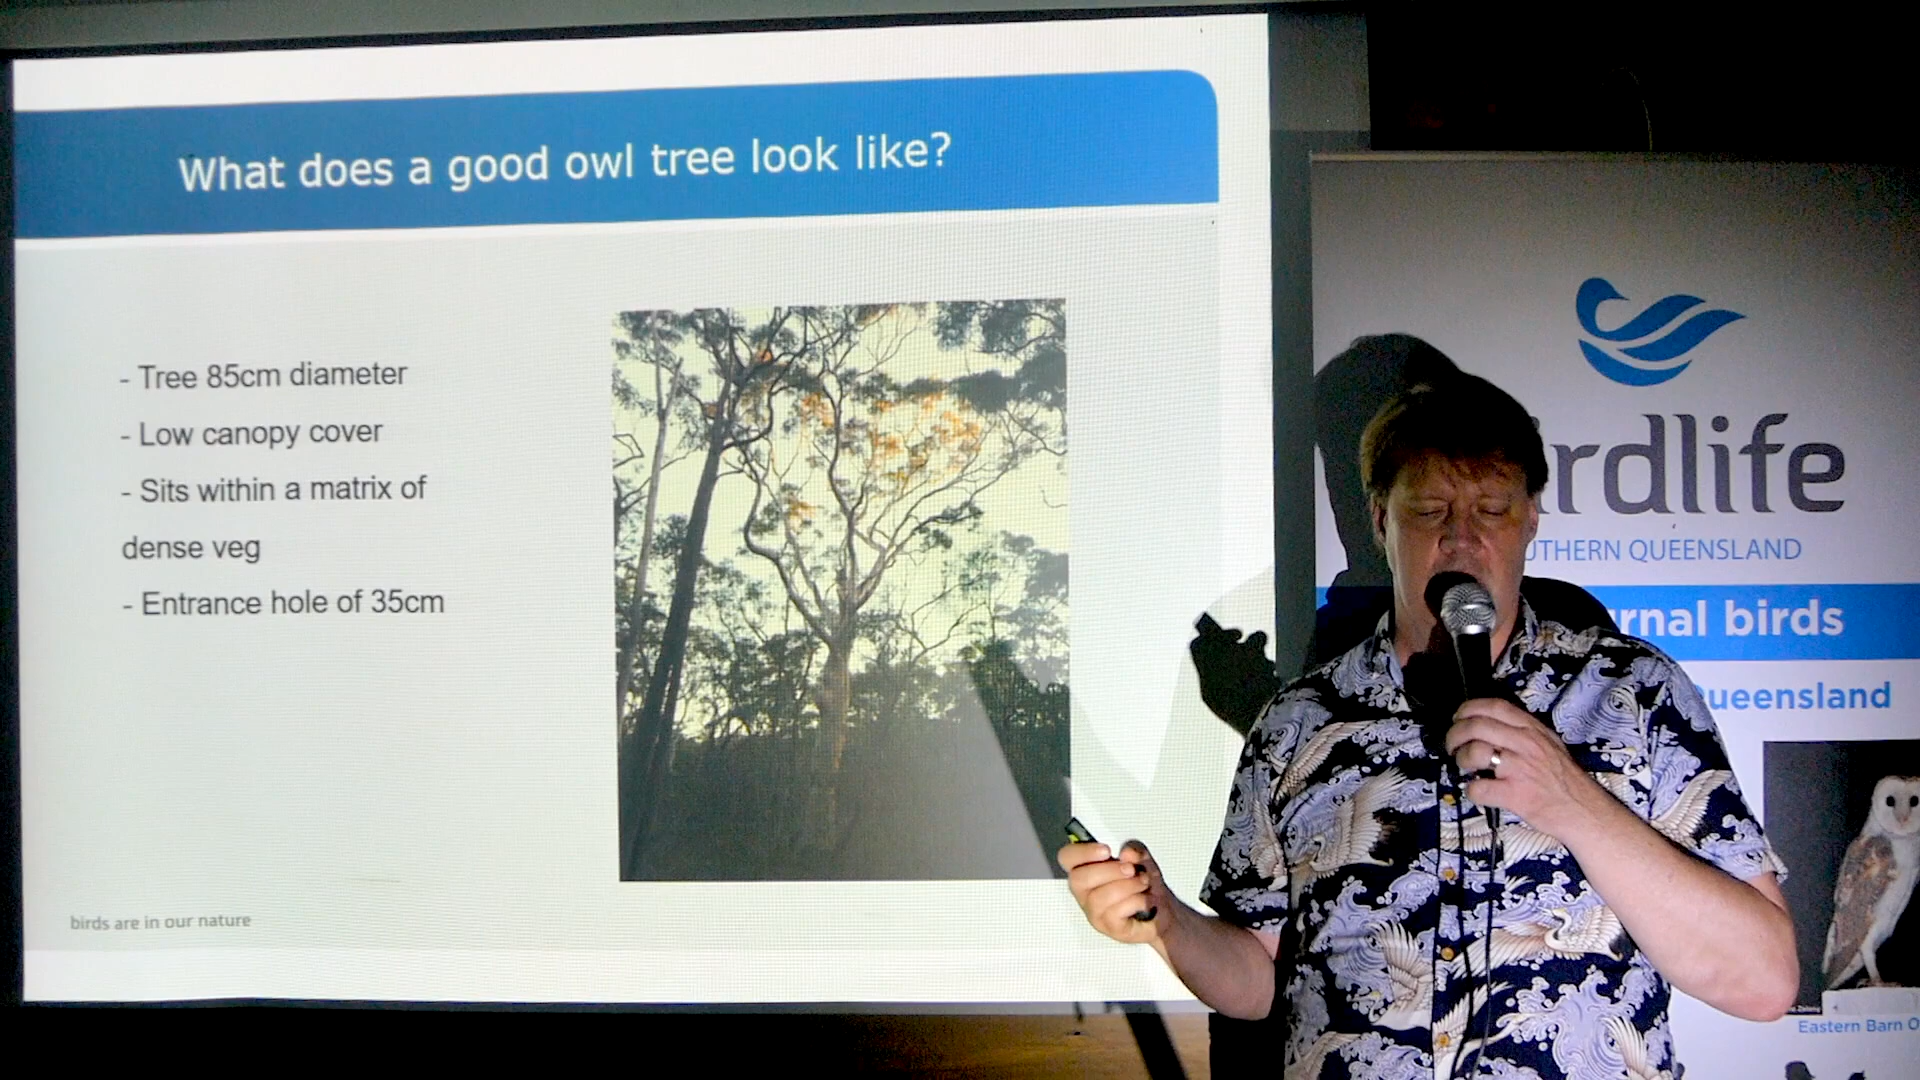 What does a good owl tree look like?
- Tree 85cm diameter
- Low canopy cover
- Sits within a matrix of
dense veg
- Entrance hole of 35cm
birds are in our nature
rdlife
UTHERN QUEENSLAND
rnal birds
ueensland
Eastern Barn O